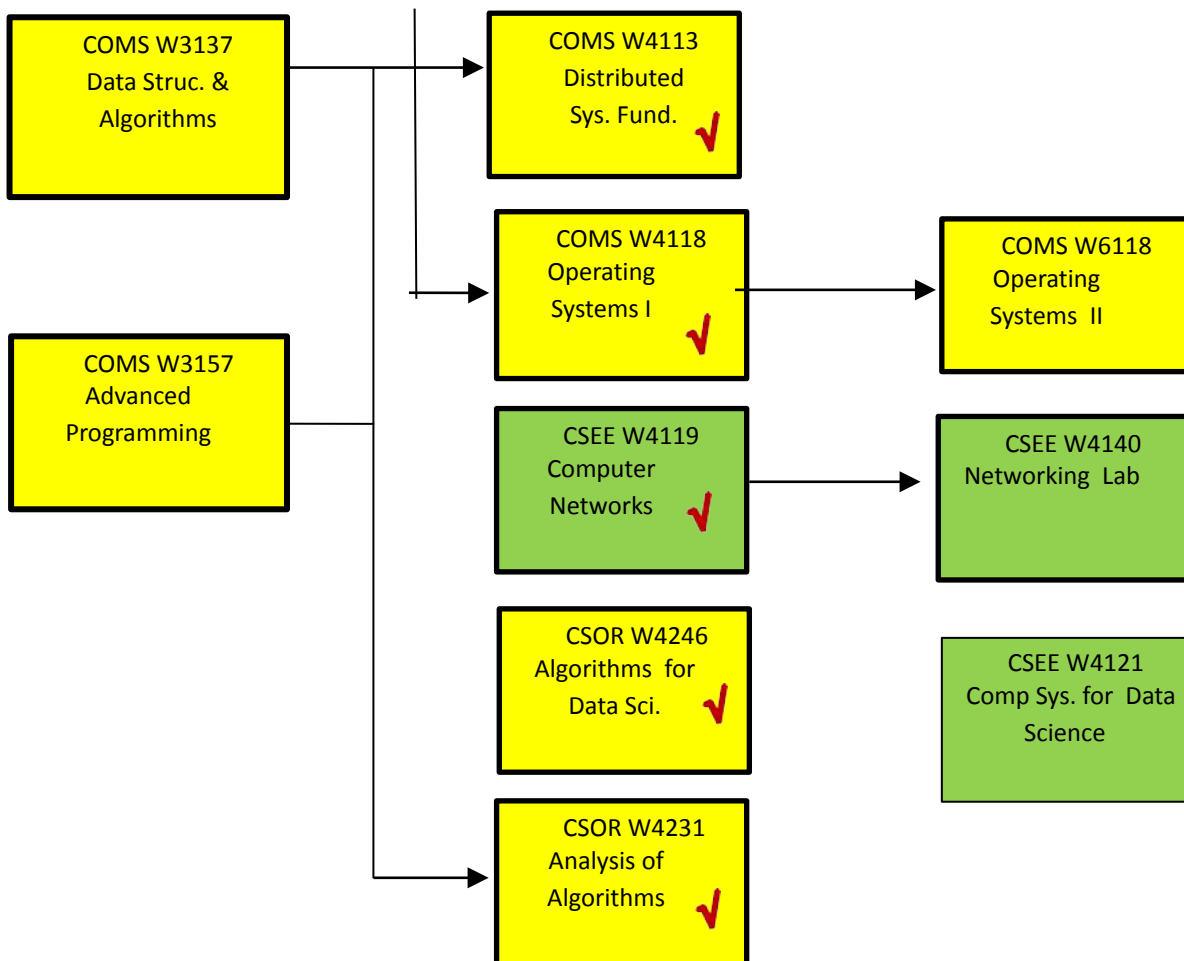 COMS W3137
Data Struc. &
Algorithms
COMS W4113
Distributed
Sys. Fund.
COMS W4118
Operating
Systems I
COMS W6118
Operating
Systems II
COMS W3157
Advanced
Programming
CSEE W4119
Computer
Networks
CSEE W4140
Networking Lab
CSOR W4246
Algorithms for
Data Sci.
CSEE W4121
Comp Sys. for Data
Science
CSOR W4231
Analysis of
Algorithms